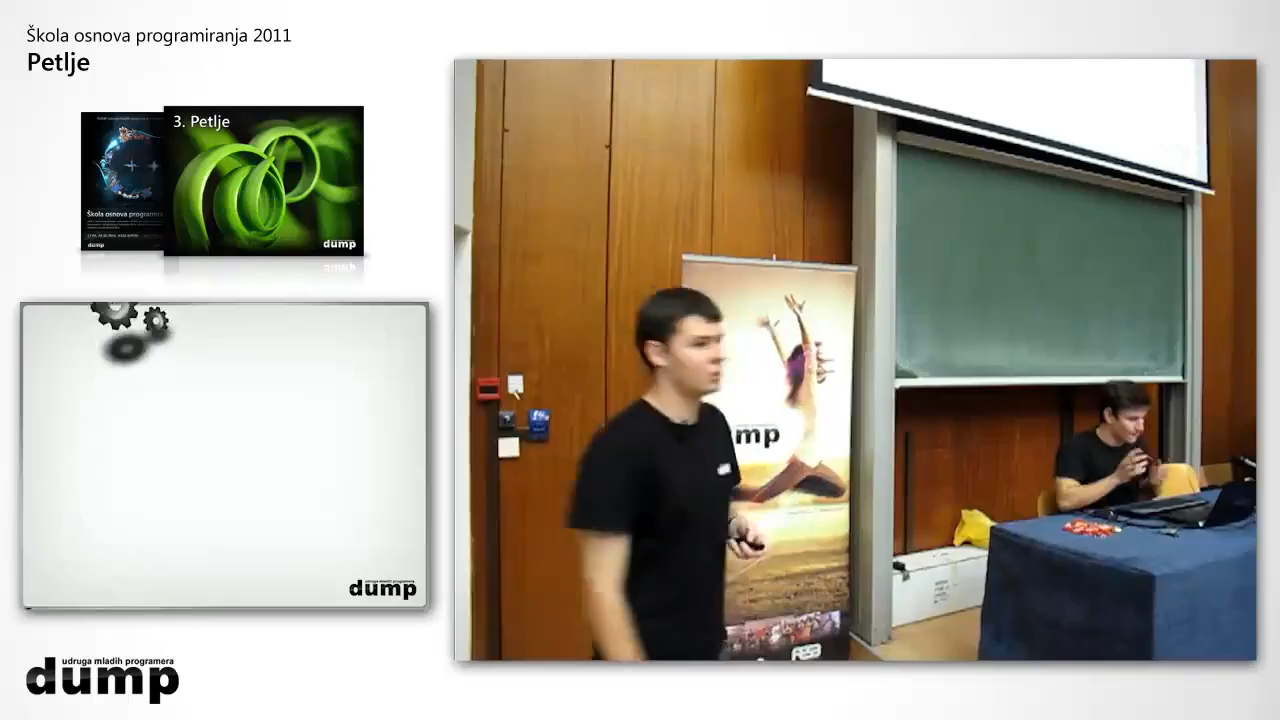 Škola osnova programiranja 2011
Petlje
3. Petlje
Škola osnova programira
dump
dump
udruga mladih programera
dump
udruga mladih programera
dump
ump